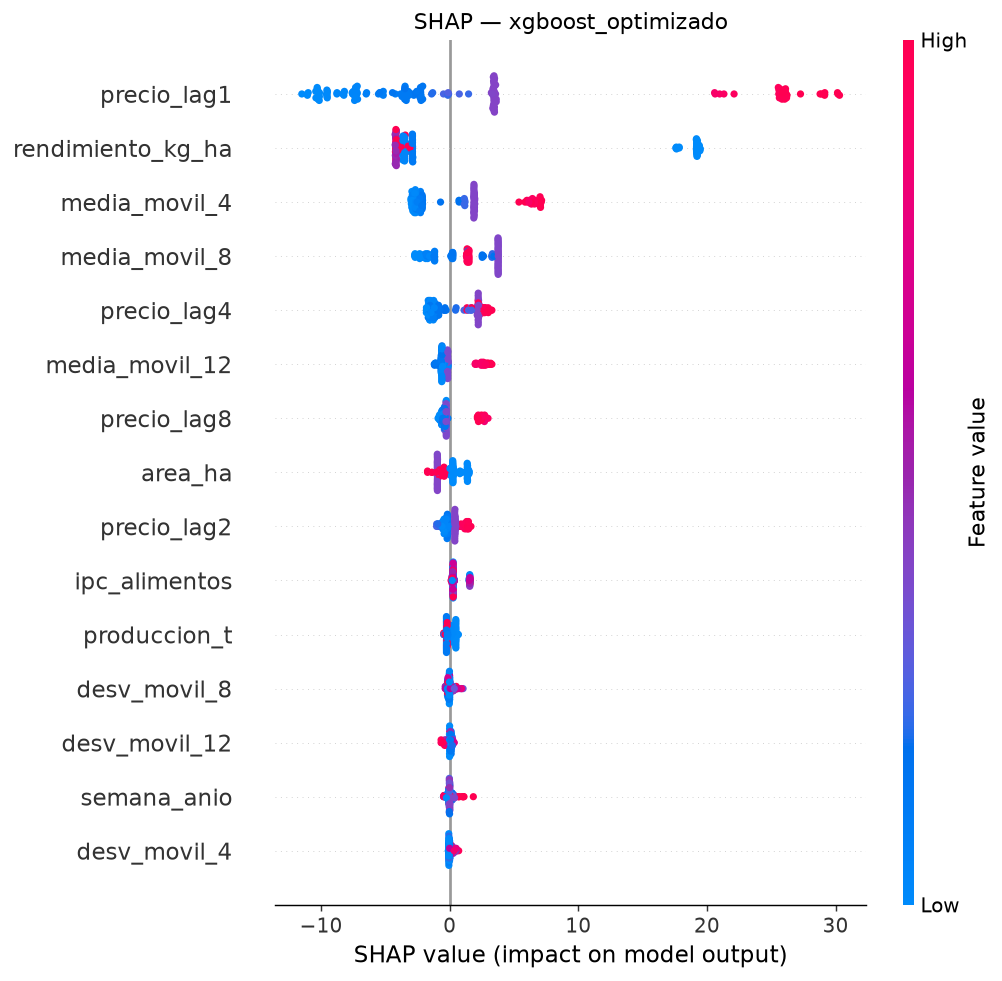 SHAP — xgboost_optimizado
High
precio_lag1
rendimiento_kg_ha
media_movil_4
media_movil_8
precio_lag4
media_movil_12
precio_lag8
area_ha
precio_lag2
ipc_alimentos
produccion_t
desv_movil_8
desv_movil_12
semana_anio
desv_movil_4
Feature value
Low
−10 0 10 20 30
SHAP value (impact on model output)